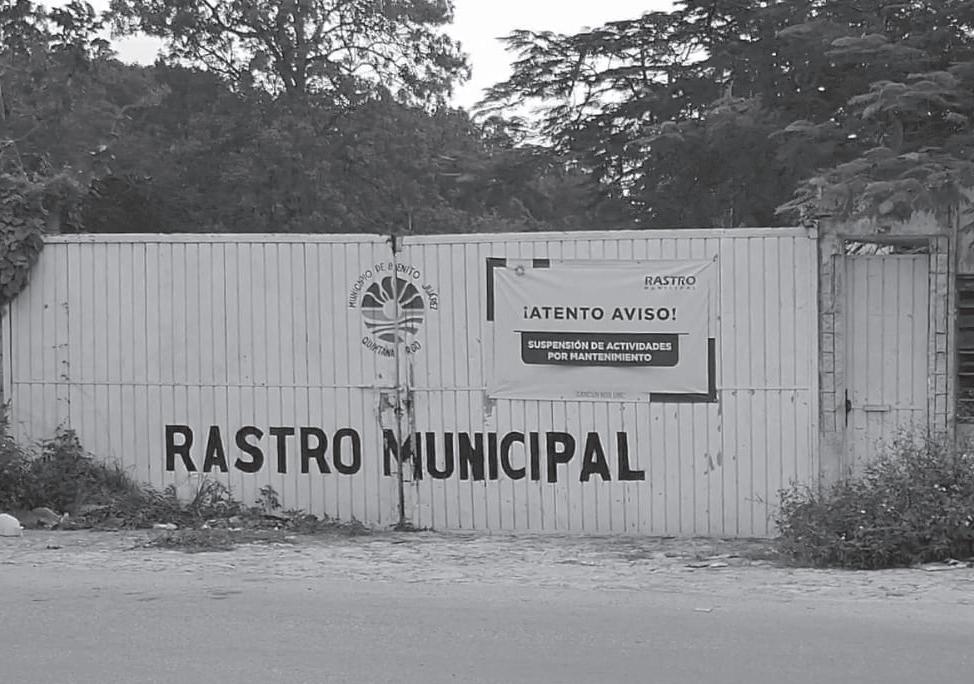 MUNICIPIO DE BENITO JUÁREZ
QUINTANA ROO
RASTRO
MUNICIPAL
¡ATENTO AVISO!
SUSPENSIÓN DE ACTIVIDADES
POR MANTENIMIENTO
RASTRO MUNICIPAL